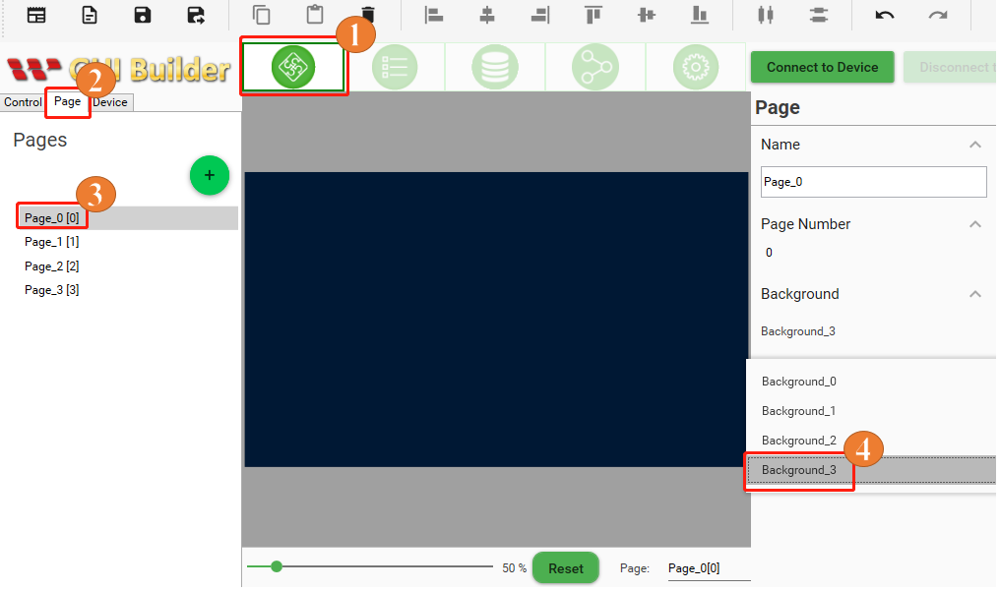 1
GUI Builder
2
Control
Page
Device
Pages
+
3
Page_0 [0]
Page_1 [1]
Page_2 [2]
Page_3 [3]
Connect to Device
Disconnect t
Page
Name
Page_0
Page Number
0
Background
Background_3
Background_0
Background_1
Background_2
Background_3
4
50 %
Reset
Page:
Page_0[0]